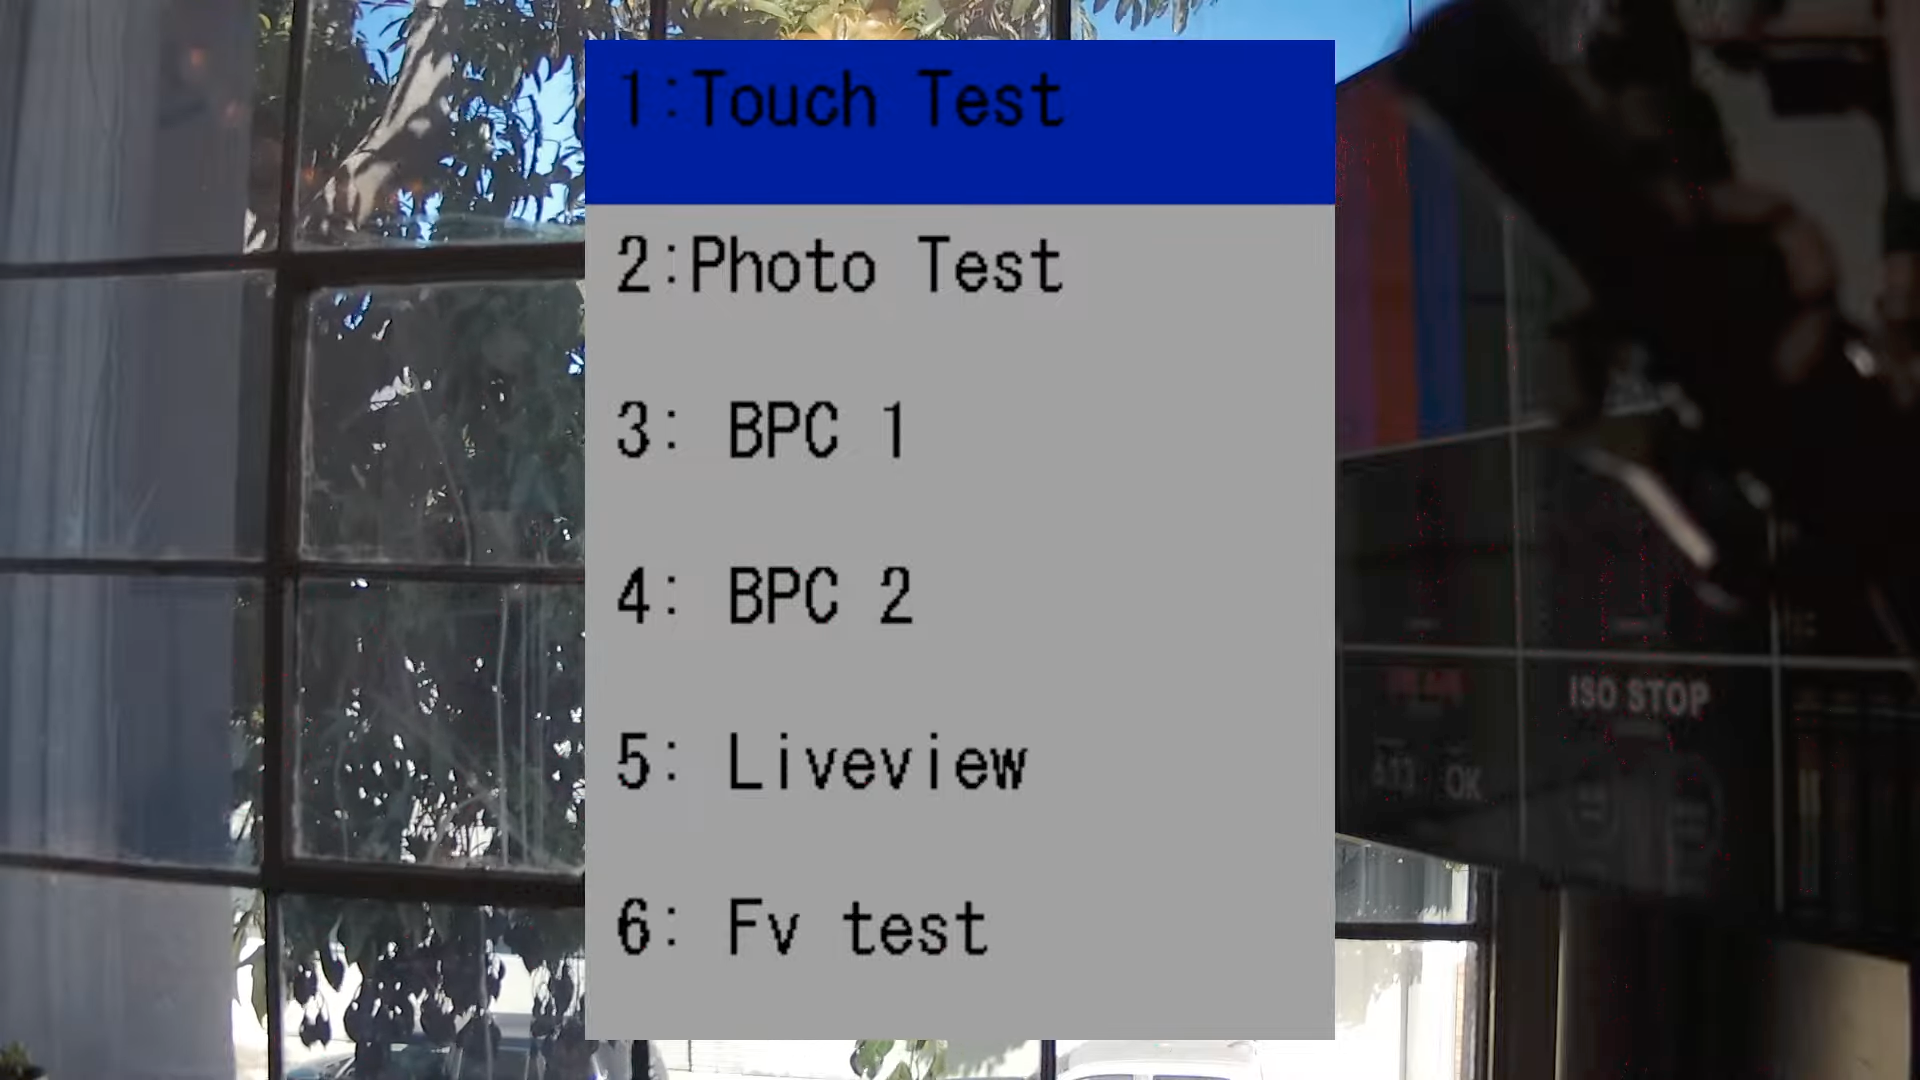 1:Touch Test
2:Photo Test
3: BPC 1
4: BPC 2
5: Liveview
6: Fv test
ISO STOP
OK